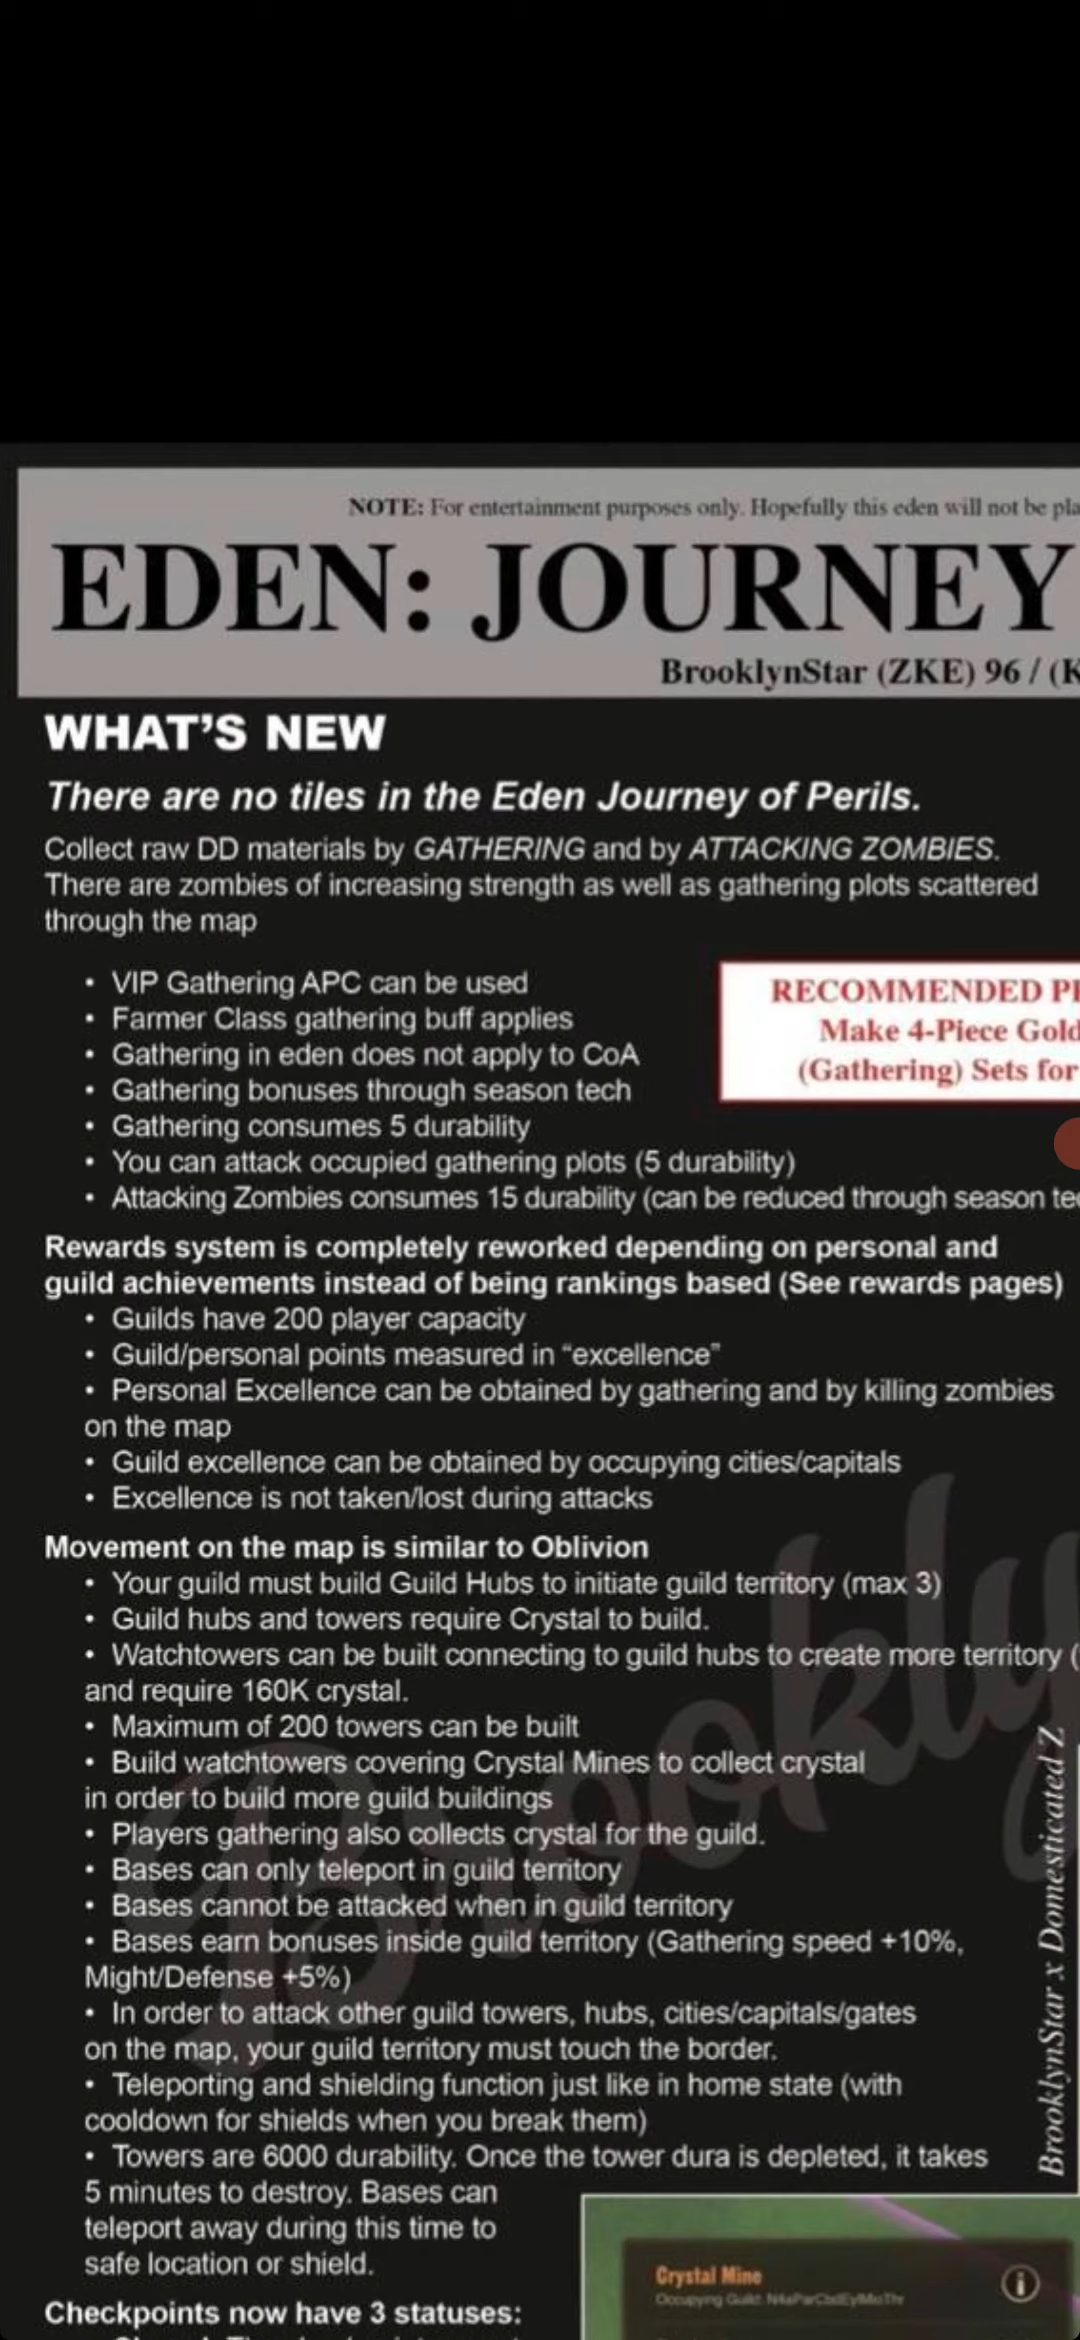 NOTE: For entertainment purposes only. Hopefully this eden will not be pla
EDEN: JOURNEY
BrooklynStar (ZKE) 96 / (K
WHAT'S NEW
There are no tiles in the Eden Journey of Perils.
Collect raw DD materials by GATHERING and by ATTACKING ZOMBIES.
There are zombies of increasing strength as well as gathering plots scattered
through the map
• VIP Gathering APC can be used
• Farmer Class gathering buff applies
• Gathering in eden does not apply to CoA
• Gathering bonuses through season tech
• Gathering consumes 5 durability
• You can attack occupied gathering plots (5 durability)
• Attacking Zombies consumes 15 durability (can be reduced through season te
RECOMMENDED P
Make 4-Piece Gold
(Gathering) Sets for
Rewards system is completely reworked depending on personal and
guild achievements instead of being rankings based (See rewards pages)
• Guilds have 200 player capacity
• Guild/personal points measured in “excellence”
• Personal Excellence can be obtained by gathering and by killing zombies
on the map
• Guild excellence can be obtained by occupying cities/capitals
• Excellence is not taken/lost during attacks
Movement on the map is similar to Oblivion
• Your guild must build Guild Hubs to initiate guild territory (max 3)
• Guild hubs and towers require Crystal to build.
• Watchtowers can be built connecting to guild hubs to create more territory (
and require 160K crystal.
• Maximum of 200 towers can be built
• Build watchtowers covering Crystal Mines to collect crystal
in order to build more guild buildings
• Players gathering also collects crystal for the guild.
• Bases can only teleport in guild territory
• Bases cannot be attacked when in guild territory
• Bases earn bonuses inside guild territory (Gathering speed +10%,
Might/Defense +5%)
• In order to attack other guild towers, hubs, cities/capitals/gates
on the map, your guild territory must touch the border.
• Teleporting and shielding function just like in home state (with
cooldown for shields when you break them)
• Towers are 6000 durability. Once the tower dura is depleted, it takes
5 minutes to destroy. Bases can
teleport away during this time to
safe location or shield.
Checkpoints now have 3 statuses:
BrooklynStar x Domesticated Z
Brookly
Crystal Mine
Occupying Guild: